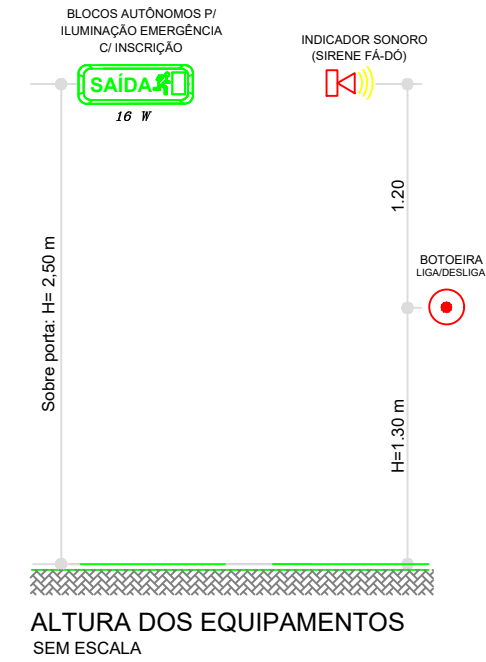 BLOCOS AUTÔNOMOS P/
ILUMINAÇÃO EMERGÊNCIA
C/ INSCRIÇÃO
SAÍDA
16 W
INDICADOR SONORO
(SIRENE FÁ-DÓ)
1.20
BOTOEIRA
LIGA/DESLIGA
Sobre porta: H= 2,50 m
H=1.30 m
ALTURA DOS EQUIPAMENTOS
SEM ESCALA